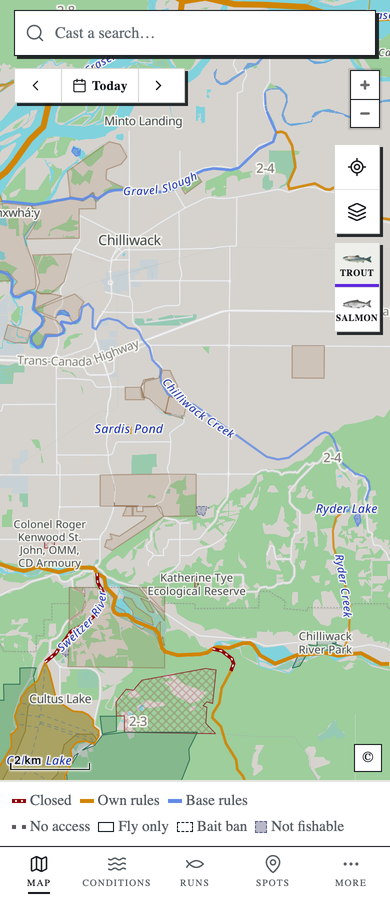 2-8
Fraser
Cast a search…
Today
+
−
Minto Landing
2-4
Gravel Slough
Chilliwack
TROUT
SALMON
Trans-Canada Highway
Chilliwack Creek
Sardis Pond
2-4
Ryder Lake
Colonel Roger
Kenwood St.
John, OMM,
CD Armoury
Katherine Tye
Ecological Reserve
Ryder Creek
Sweltzer River
Chilliwack
River Park
Cultus Lake
2-3
Lake
2 km
©
Closed Own rules Base rules
No access Fly only Bait ban Not fishable
MAP CONDITIONS RUNS SPOTS MORE